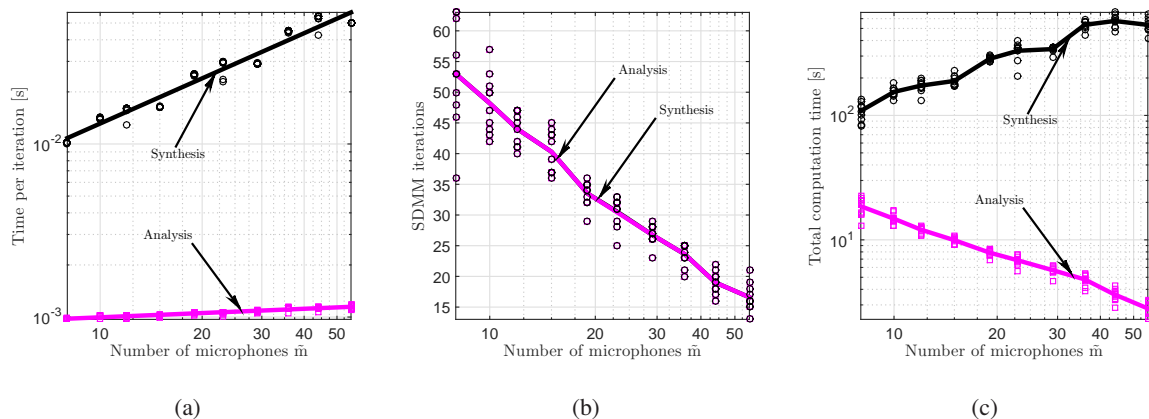 Time per iteration [s]
10^-2
10^-3
Synthesis
Analysis
10 20 30 40 50
Number of microphones m̃
(a)
SDMM iterations
60
55
50
45
40
35
30
25
20
15
Analysis
Synthesis
10 20 30 40 50
Number of microphones m̃
(b)
Total computation time [s]
10^2
10^1
Synthesis
Analysis
10 20 30 40 50
Number of microphones m̃
(c)